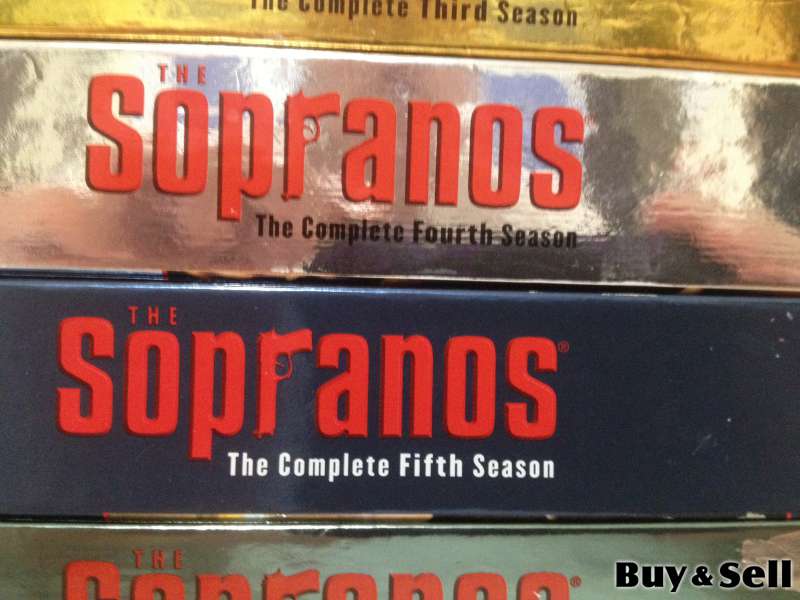 The Complete Third Season
THE
Sopranos
The Complete Fourth Season
THE
Sopranos®
The Complete Fifth Season
THE
Sopranos®
Buy & Sell